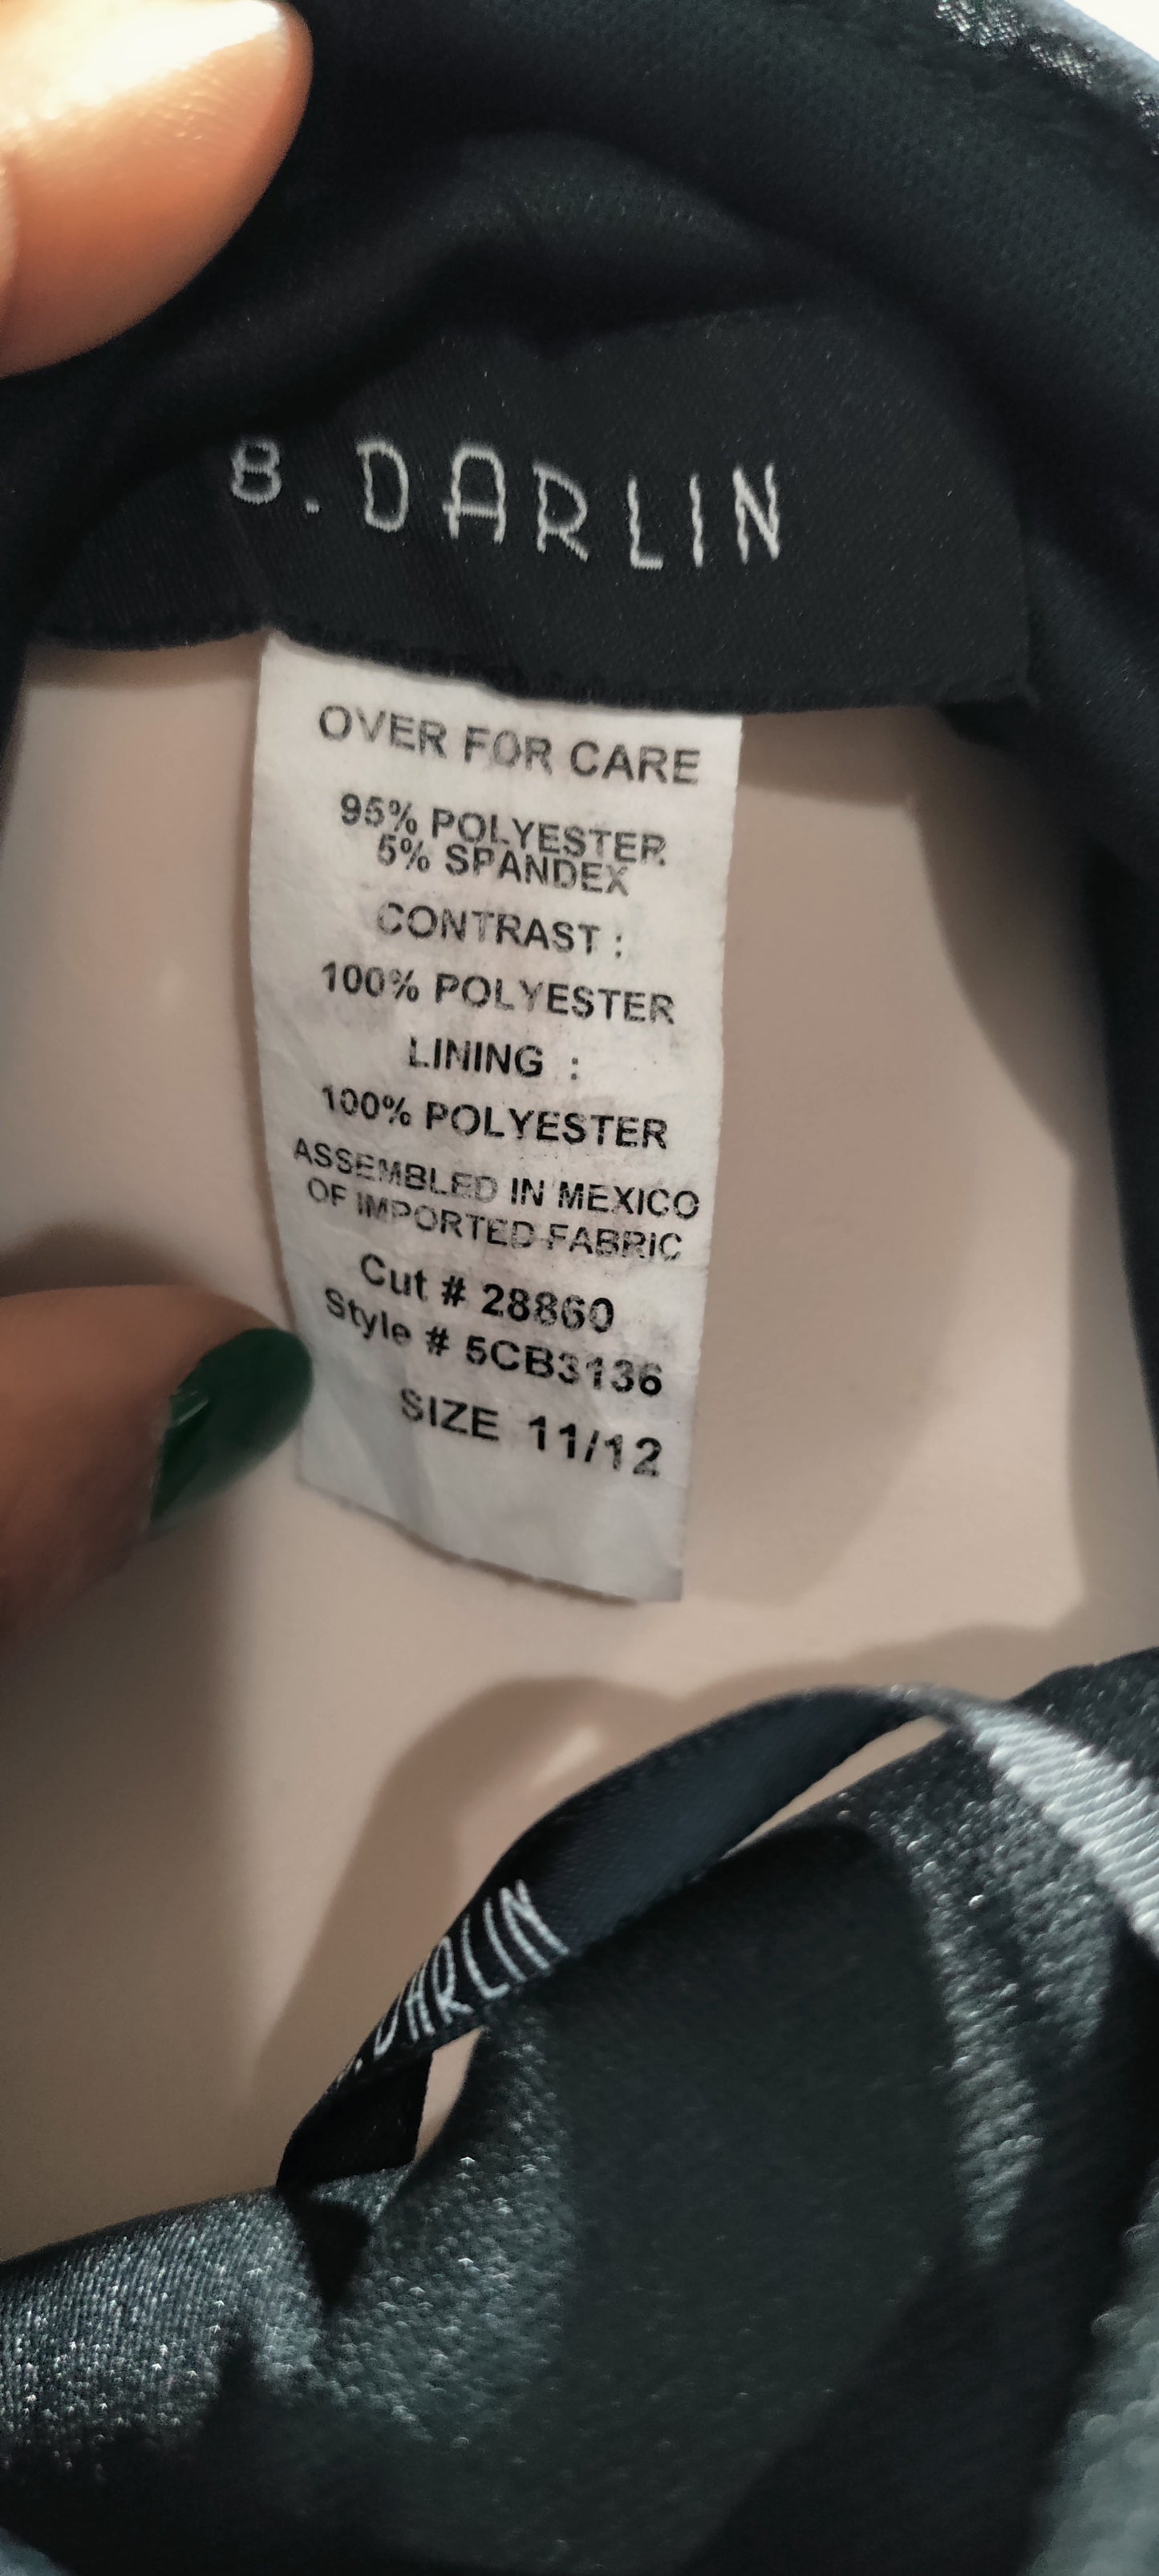 B. DARLIN
OVER FOR CARE
95% POLYESTER
5% SPANDEX
CONTRAST :
100% POLYESTER
LINING :
100% POLYESTER
ASSEMBLED IN MEXICO
OF IMPORTED FABRIC
Cut # 28860
Style # 5CB3136
SIZE 11/12
. DARLIN